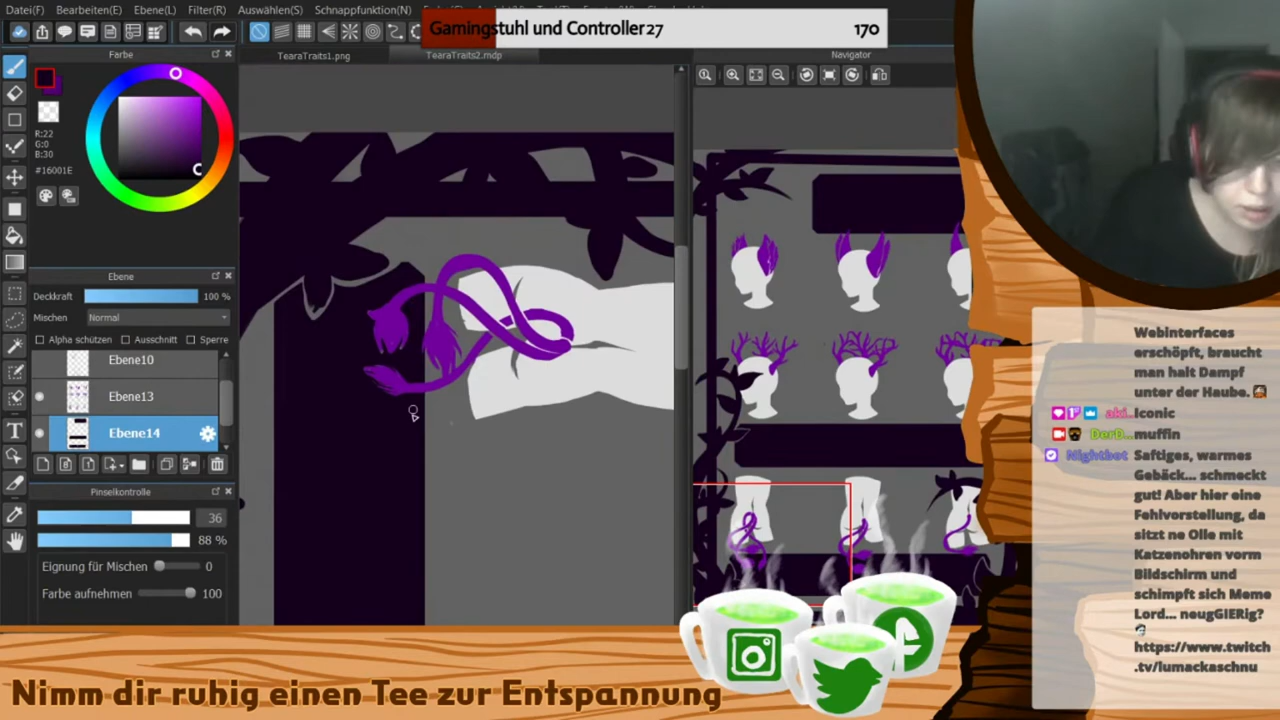 Datei(F) Bearbeiten(E) Ebene(L) Filter(R) Auswählen(S) Schnappfunktion(N)
Gamingstuhl und Controller27 170
Farbe
TearaTraits1.png TearaTraits2.mdp
Navigator
R:22
G:0
B:30
#16001E
Ebene
Deckkraft 100 %
Mischen Normal
Alpha schützen Ausschnitt Sperre
Ebene10
Ebene13
Ebene14
Pinselkontrolle
36
88 %
Eignung für Mischen 0
Farbe aufnehmen 100
Webinterfaces
erschöpft, braucht
man halt Dampf
unter der Haube.
aki.. Iconic
DerD.. muffin
Nightbot Saftiges, warmes
Gebäck... schmeckt
gut! Aber hier eine
Fehlvorstellung, da
sitzt ne Olle mit
Katzenohren vorm
Bildschirm und
schimpft sich Meme
Lord... neugGIERig?
https://www.twitch
.tv/lumackaschnu
Nimm dir ruhig einen Tee zur Entspannung